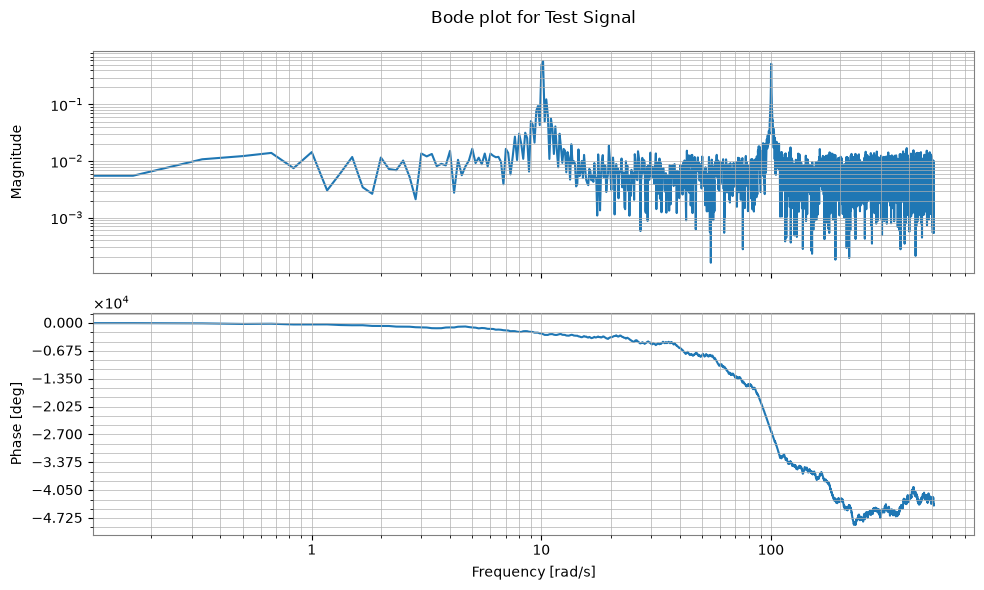 Bode plot for Test Signal
Magnitude
10⁻¹
10⁻²
10⁻³
×10⁴
Phase [deg]
0.000
−0.675
−1.350
−2.025
−2.700
−3.375
−4.050
−4.725
1 10 100
Frequency [rad/s]